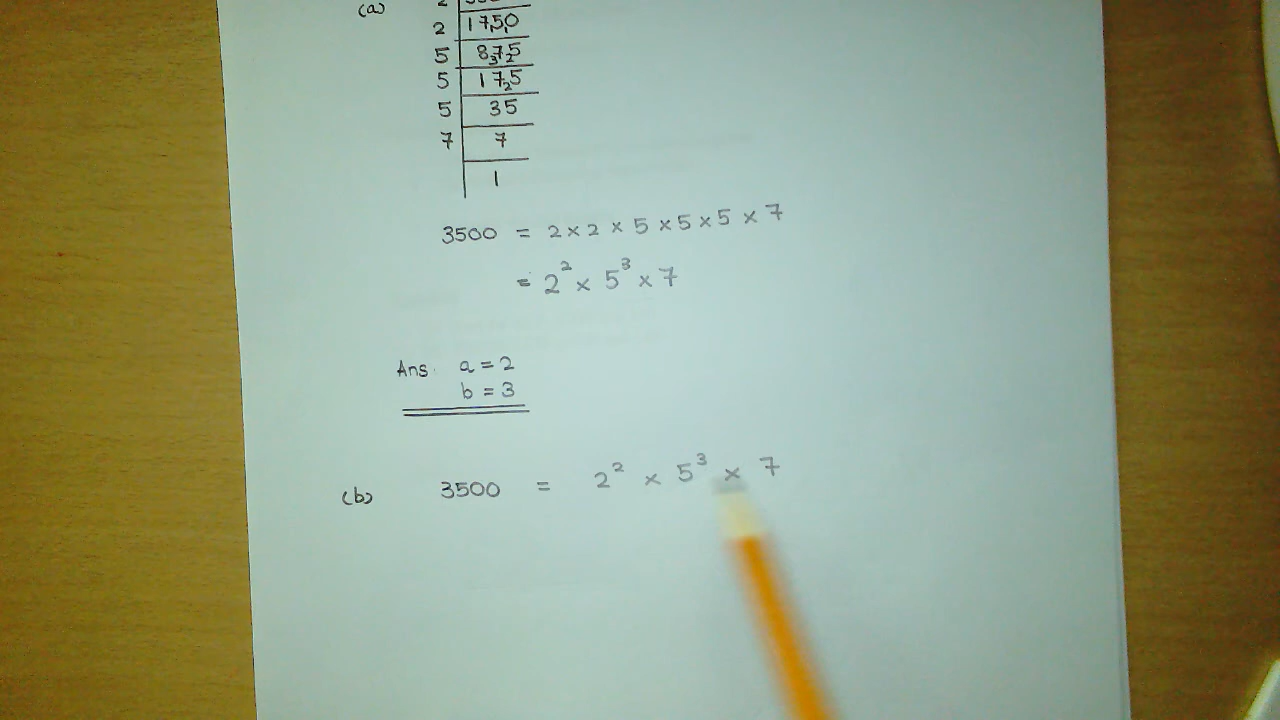 (a)
2 1750
5 875
5 175
5 35
7 7
1
3500 = 2 × 2 × 5 × 5 × 5 × 7
= 2² × 5³ × 7
Ans. a = 2
b = 3
(b) 3500 = 2² × 5³ × 7